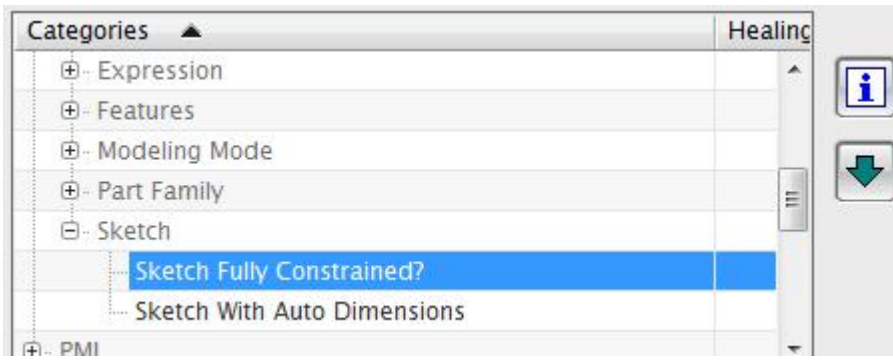 Categories Healing
Expression
Features
Modeling Mode
Part Family
Sketch
Sketch Fully Constrained?
Sketch With Auto Dimensions
PMI